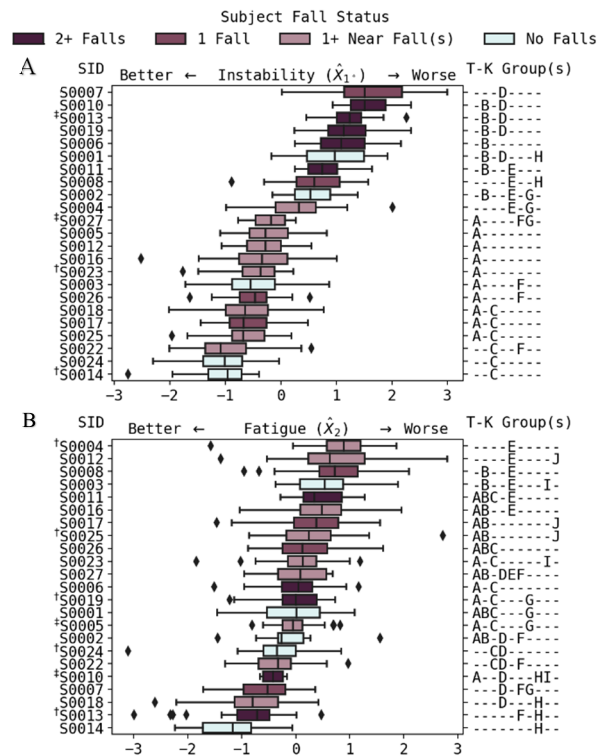 Subject Fall Status
2+ Falls 1 Fall 1+ Near Fall(s) No Falls
A SID Better ← Instability (X̂₁*) → Worse T-K Group(s)
S0007 ---D----
S0010 -B-D----
‡S0013 -B-D----
S0019 -B-D----
S0006 -B------
S0001 -B-D---H
S0011 -B--E---
S0008 ----E--H
S0002 -B--E-G-
S0004 ----E-G-
‡S0027 A----FG-
S0005 A-------
S0012 A-------
S0016 A-------
†S0023 A-------
S0003 A----F--
S0026 A----F--
S0018 A-C-----
S0017 A-C-----
S0025 A-C-----
S0022 --C--F--
S0024 --C-----
†S0014 --C-----
−3 −2 −1 0 1 2 3
B SID Better ← Fatigue (X̂₂) → Worse T-K Group(s)
†S0004 ----E-----
S0012 ----E----J
S0008 -B--E-----
S0003 -B--E---I-
S0011 ABC-E-----
S0016 AB--E-----
S0017 AB-------J
†S0025 AB-------J
S0026 ABC-------
S0023 A-C-----I-
S0027 AB-DEF----
S0006 A-C-------
†S0019 A-C---G---
S0001 ABC---G---
‡S0005 A-C---G---
S0002 AB-D-F----
†S0024 --CD------
S0022 --CD-F----
‡S0010 A--D---HI-
S0007 ---D-FG---
†S0018 ---D---H--
†S0013 -----F-H--
S0014 -------H--
−3 −2 −1 0 1 2 3